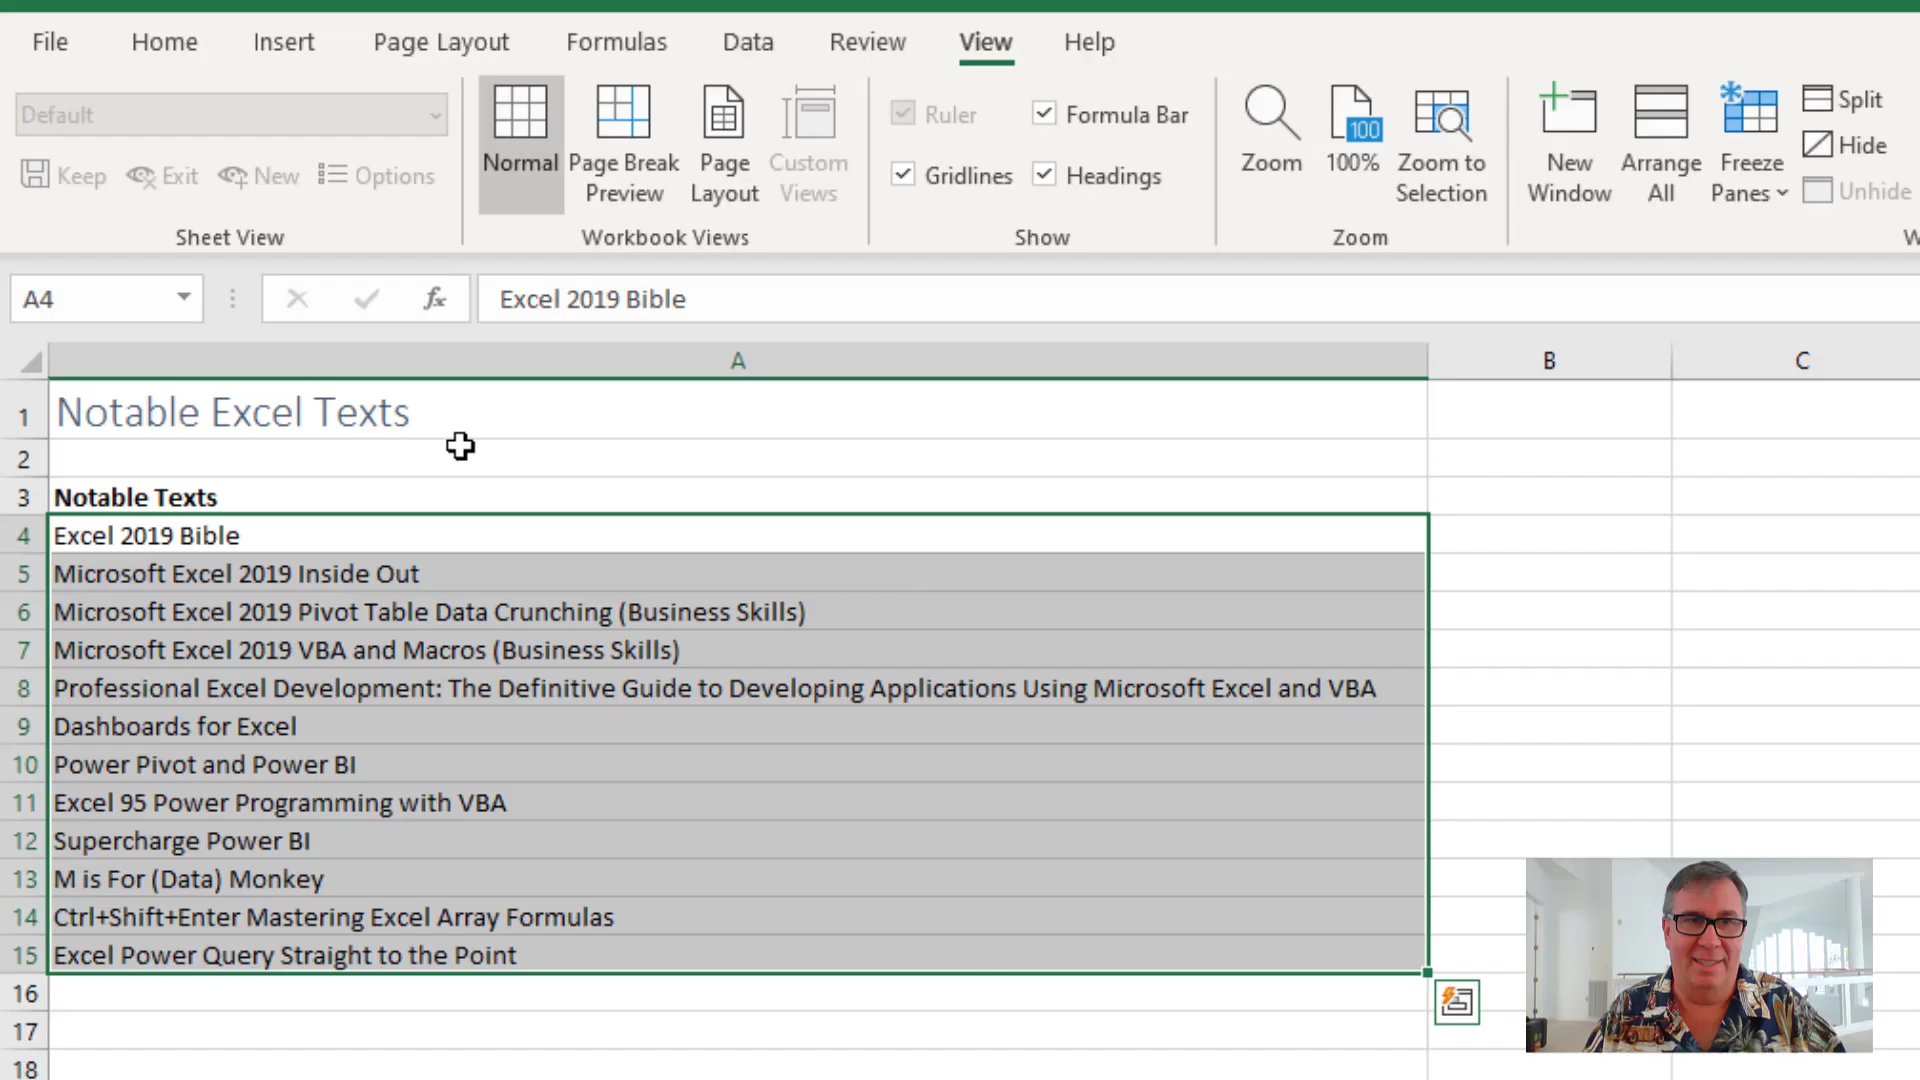 File Home Insert Page Layout Formulas Data Review View Help
Default
Keep Exit New Options
Sheet View
Normal
Page Break Preview
Page Layout
Custom Views
Workbook Views
Ruler Formula Bar
Gridlines Headings
Show
Zoom
100
100%
Zoom to Selection
Zoom
New Window
Arrange All
Freeze Panes
Split
Hide
Unhide
W
A4 fx Excel 2019 Bible
A B C
1 Notable Excel Texts
2
3 Notable Texts
4 Excel 2019 Bible
5 Microsoft Excel 2019 Inside Out
6 Microsoft Excel 2019 Pivot Table Data Crunching (Business Skills)
7 Microsoft Excel 2019 VBA and Macros (Business Skills)
8 Professional Excel Development: The Definitive Guide to Developing Applications Using Microsoft Excel and VBA
9 Dashboards for Excel
10 Power Pivot and Power BI
11 Excel 95 Power Programming with VBA
12 Supercharge Power BI
13 M is For (Data) Monkey
14 Ctrl+Shift+Enter Mastering Excel Array Formulas
15 Excel Power Query Straight to the Point
16
17
18